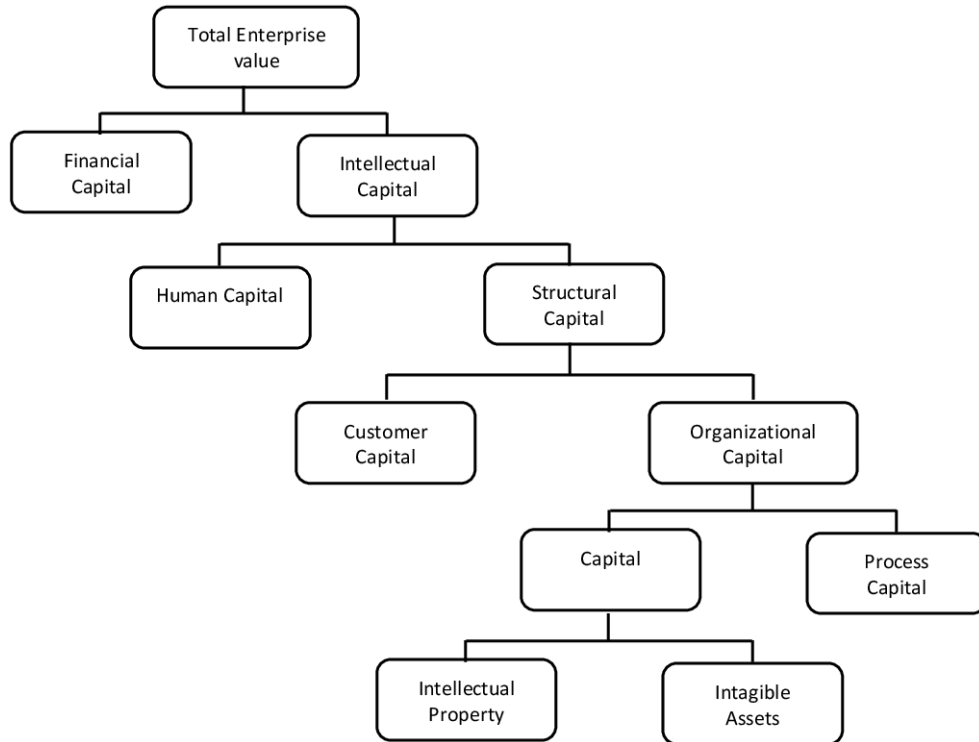 Total Enterprise
value
Financial
Capital
Intellectual
Capital
Human Capital
Structural
Capital
Customer
Capital
Organizational
Capital
Capital
Process
Capital
Intellectual
Property
Intagible
Assets